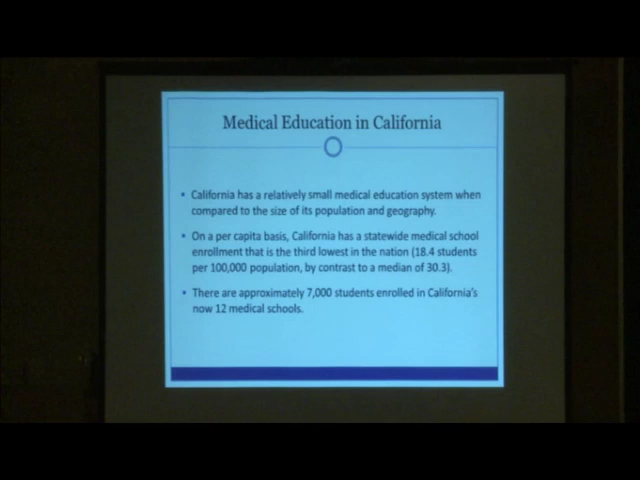 Medical Education in California
• California has a relatively small medical education system when
compared to the size of its population and geography.
• On a per capita basis, California has a statewide medical school
enrollment that is the third lowest in the nation (18.4 students
per 100,000 population, by contrast to a median of 30.3).
• There are approximately 7,000 students enrolled in California's
now 12 medical schools.